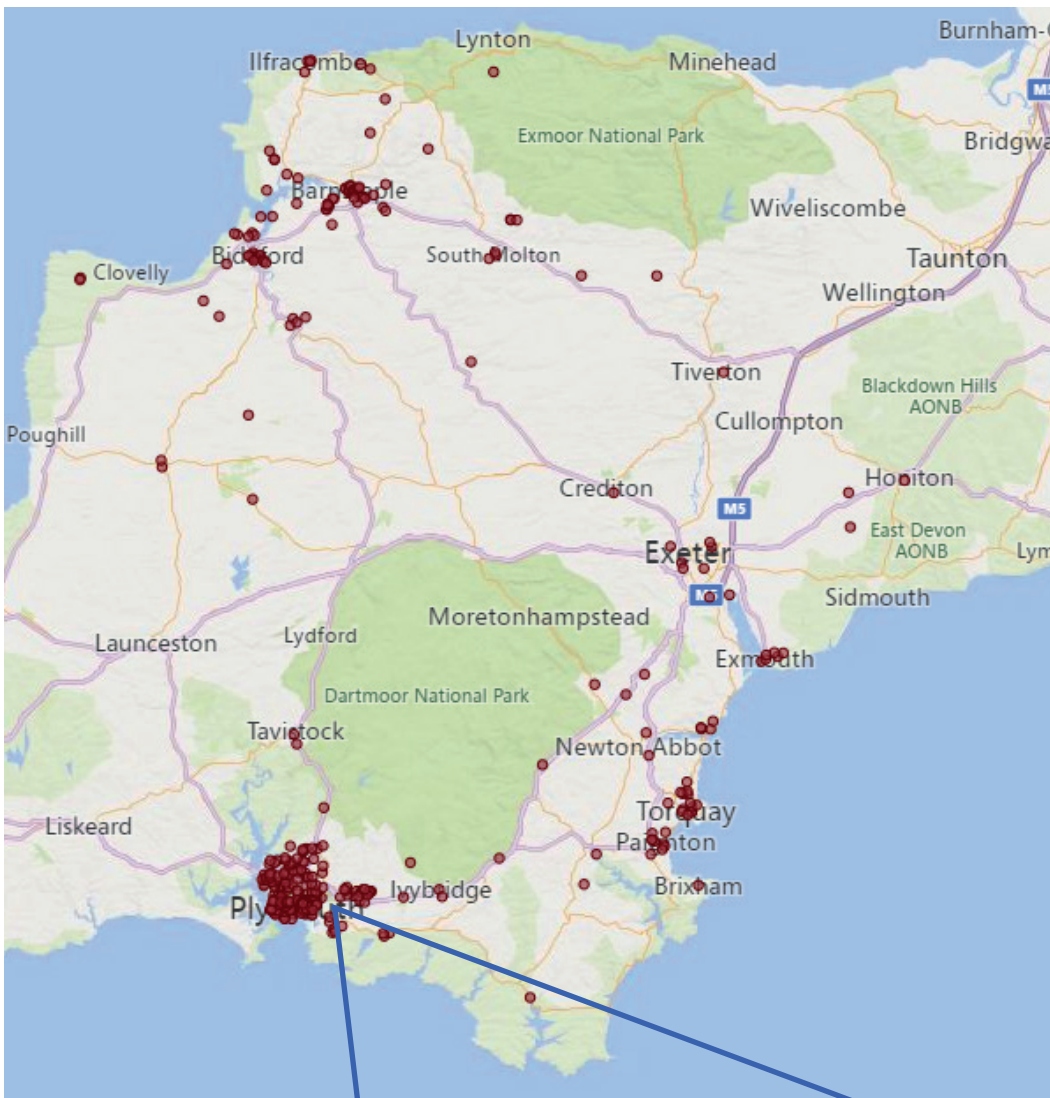 Burnham-
Lynton
Ilfracombe
Minehead
M5
Exmoor National Park
Bridgwa
Barnstaple
Wiveliscombe
Bideford
South Molton
Taunton
Clovelly
Wellington
Tiverton
Blackdown Hills
AONB
Cullompton
Poughill
Crediton
Honiton
M5
East Devon
AONB
Exeter
Lym
M5
Sidmouth
Moretonhampstead
Lydford
Launceston
Exmouth
Dartmoor National Park
Tavistock
Newton Abbot
Torquay
Liskeard
Paignton
Ivybridge
Brixham
Plymouth